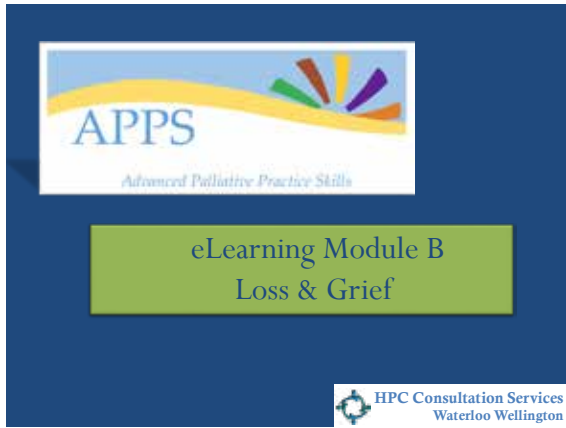 APPS
Advanced Palliative Practice Skills
eLearning Module B
Loss & Grief
HPC Consultation Services
Waterloo Wellington